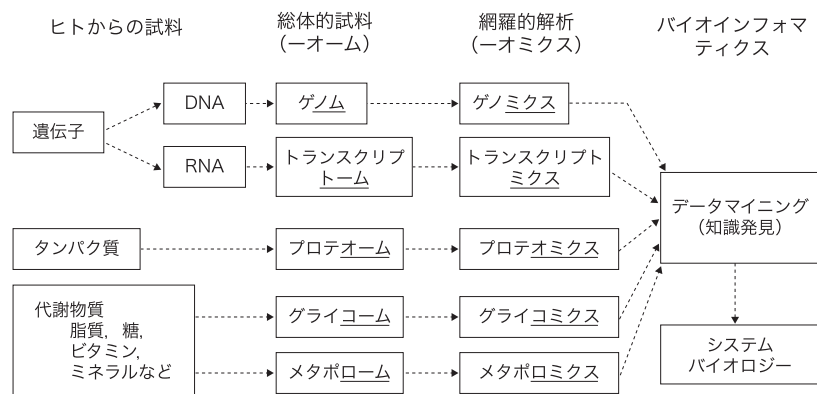 ヒトからの試料
総体的試料
（ーオーム）
網羅的解析
（ーオミクス）
バイオインフォマ
ティクス
遺伝子
DNA
ゲノム
ゲノミクス
RNA
トランスクリプ
トーム
トランスクリプト
ミクス
データマイニング
（知識発見）
タンパク質
プロテオーム
プロテオミクス
代謝物質
脂質，糖，
ビタミン，
ミネラルなど
グライコーム
グライコミクス
メタポローム
メタポロミクス
システム
バイオロジー